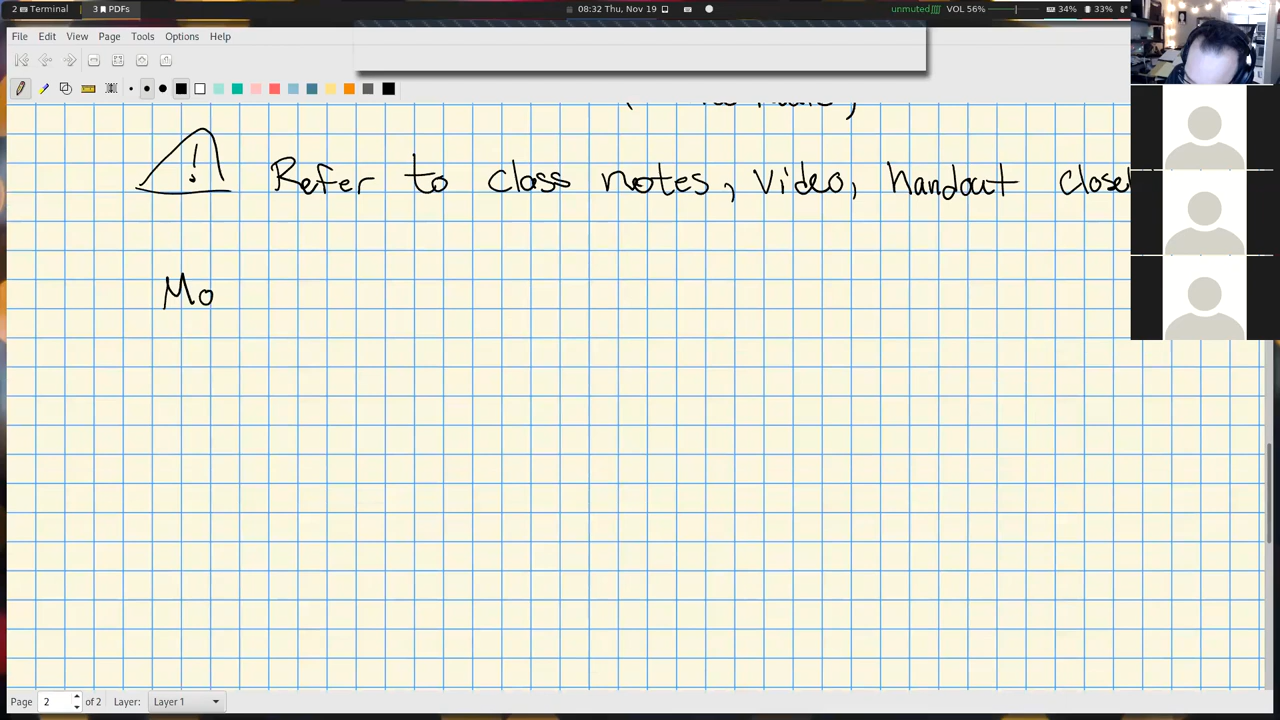 2 Terminal 3 PDFs 08:32 Thu, Nov 19 unmuted VOL 56% 34% 33%
File Edit View Page Tools Options Help
! Refer to class notes, video, handout
Mo
Page 2 of 2 Layer: Layer 1